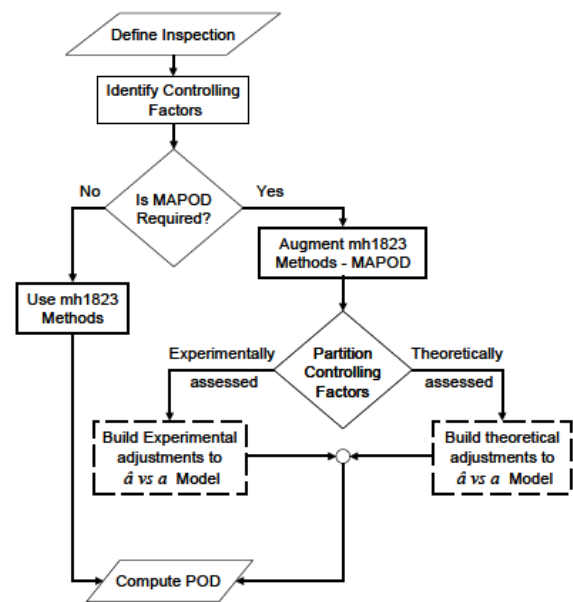 Define Inspection
Identify Controlling
Factors
No
Is MAPOD
Required?
Yes
Augment mh1823
Methods - MAPOD
Use mh1823
Methods
Experimentally
assessed
Partition
Controlling
Factors
Theoretically
assessed
Build Experimental
adjustments to
â vs a Model
Build theoretical
adjustments to
â vs a Model
Compute POD